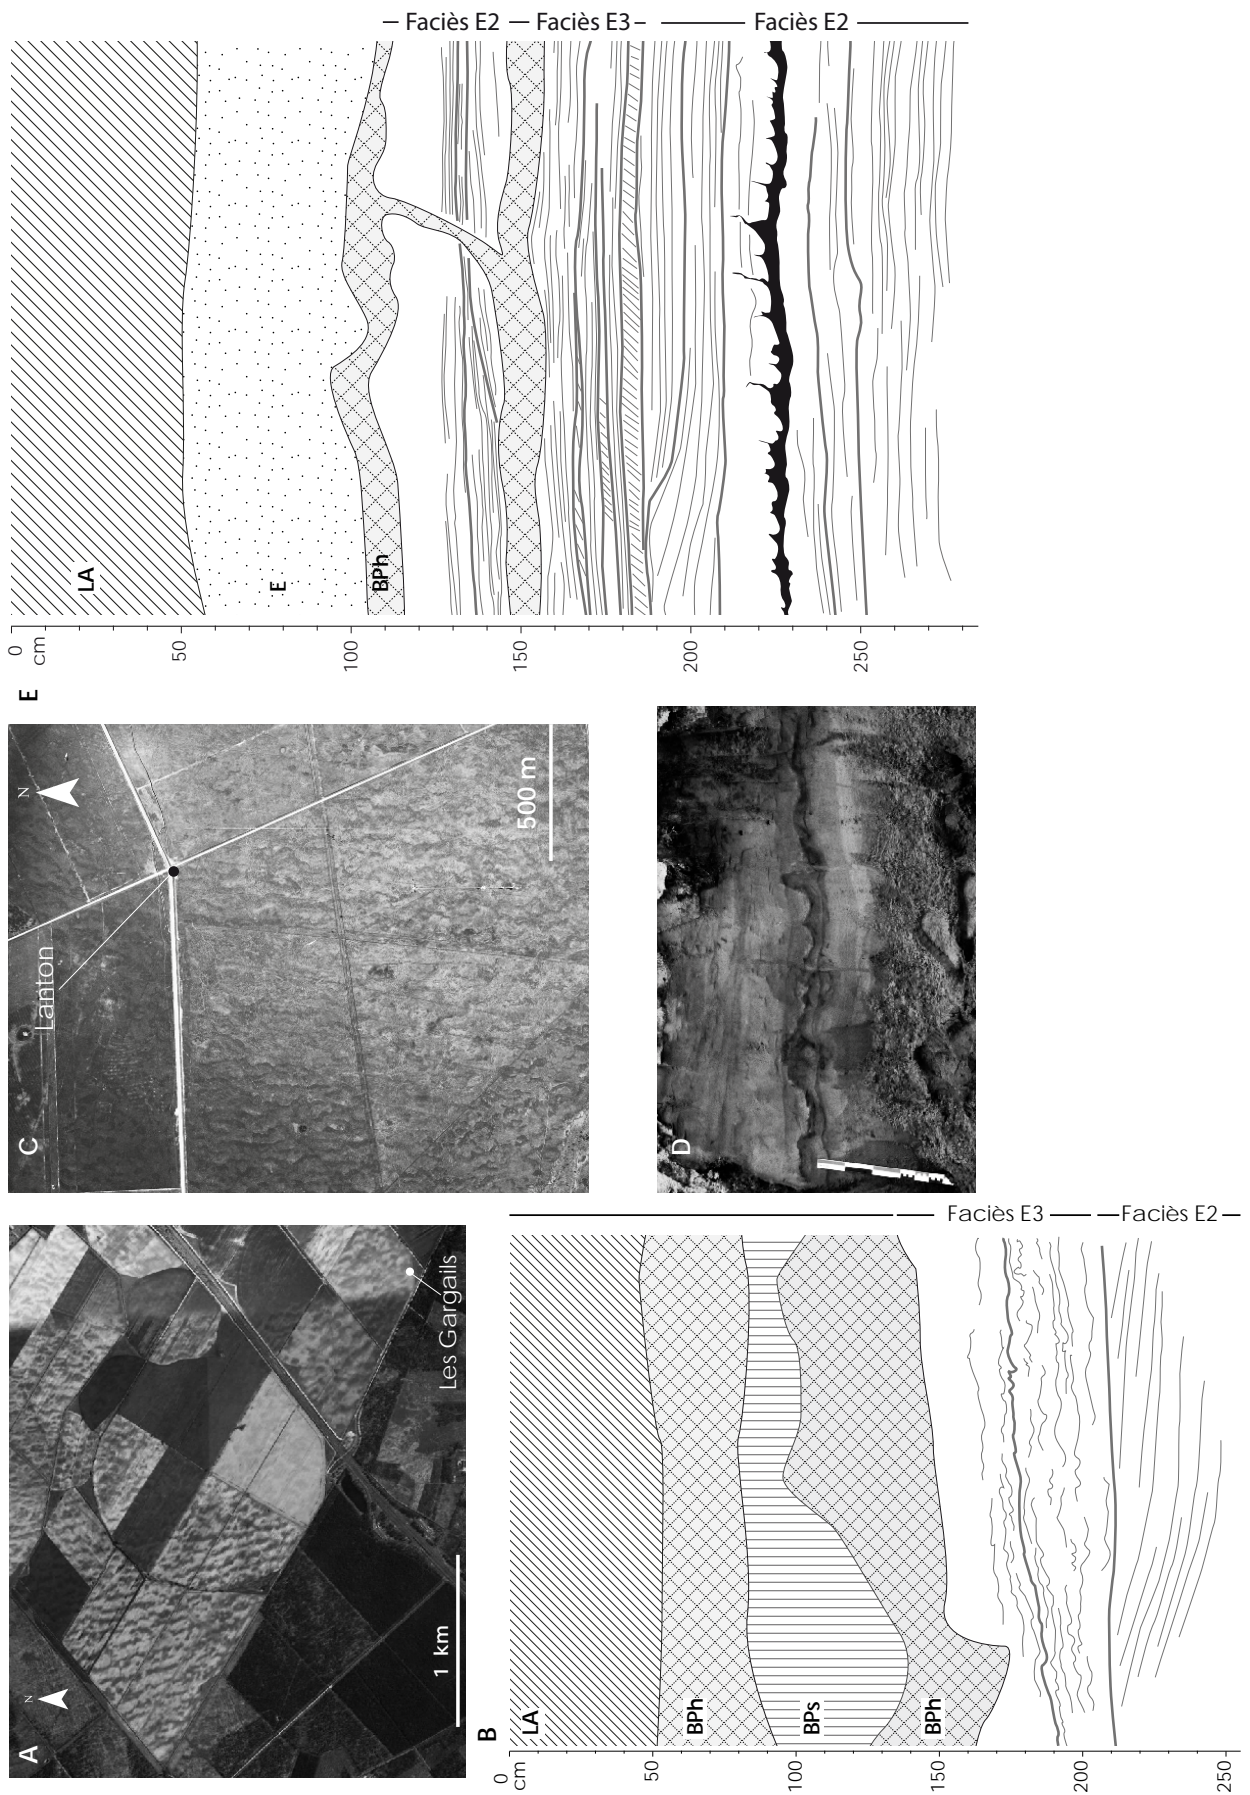 Faciès E2
Faciès E3
Faciès E2
LA
E
BPh
0
cm
50
100
150
200
250
E
C
N
Lanton
500 m
D
A
N
1 km
Les Gargails
B
LA
BPh
BPs
BPh
Faciès E3
Faciès E2
0
cm
50
100
150
200
250